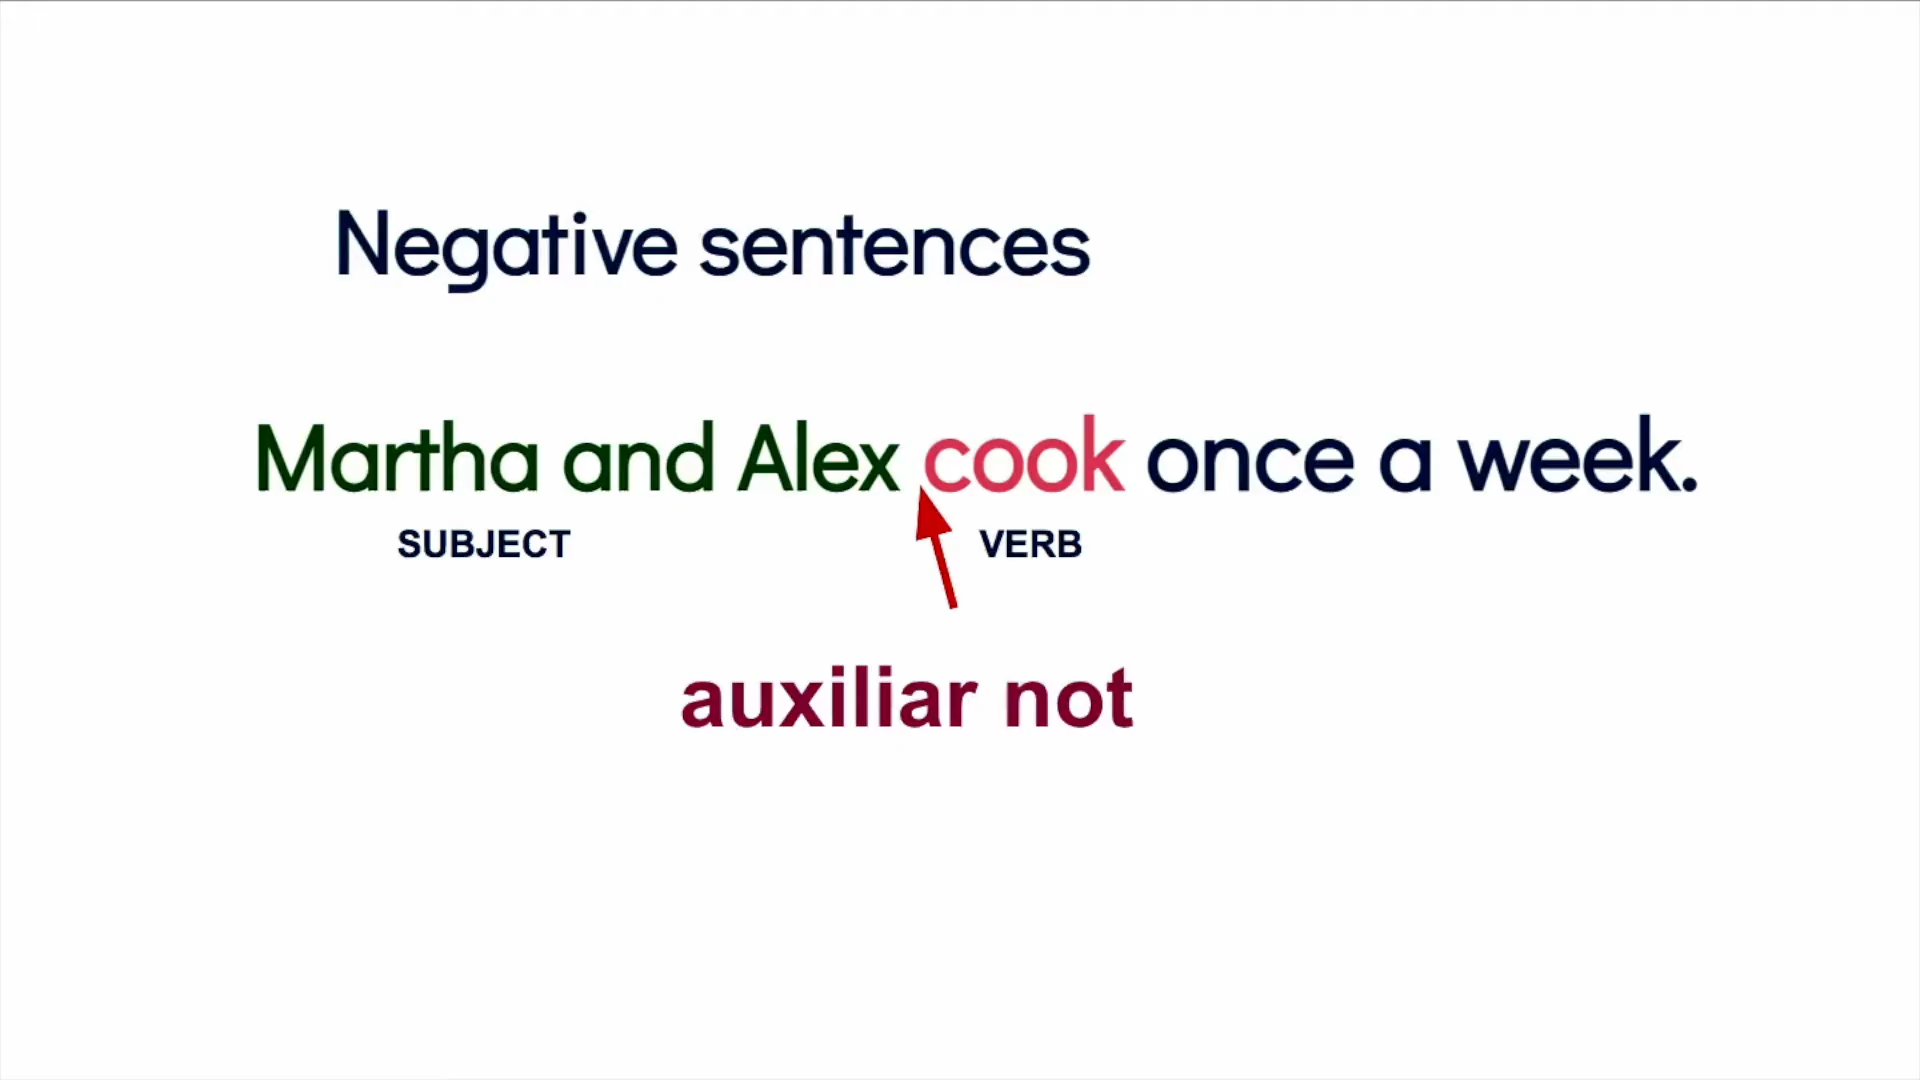 Negative sentences
Martha and Alex cook once a week.
SUBJECT VERB
auxiliar not